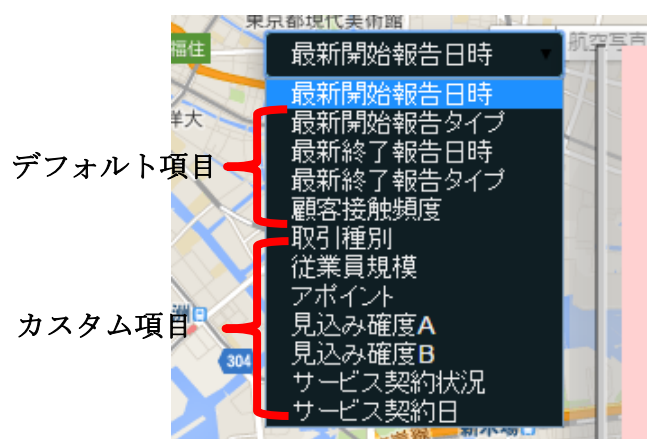 東京都現代美術館
福住
最新開始報告日時
航空写真
最新開始報告日時
洋大
最新開始報告タイプ
最新終了報告日時
デフォルト項目
最新終了報告タイプ
顧客接触頻度
取引種別
従業員規模
アポイント
カスタム項目
洲
見込み確度A
見込み確度B
304
サービス契約状況
サービス契約日
新木場